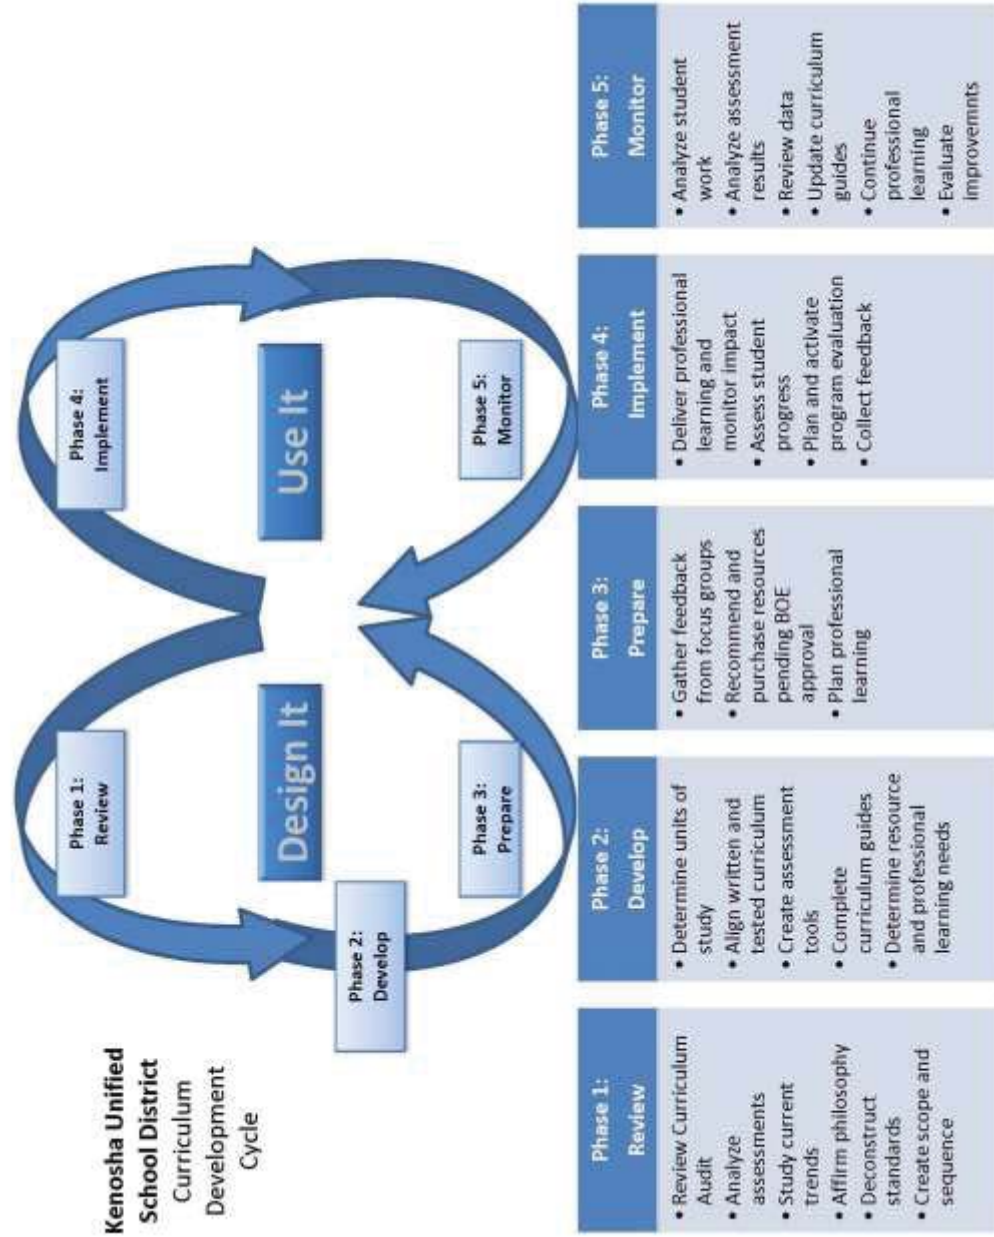 Kenosha Unified
School District
Curriculum
Development
Cycle
Phase 1:
Review
Phase 2:
Develop
Phase 3:
Prepare
Design It
Phase 4:
Implement
Phase 5:
Monitor
Use It
Phase 1:
Review
• Review Curriculum
Audit
• Analyze
assessments
• Study current
trends
• Affirm philosophy
• Deconstruct
standards
• Create scope and
sequence
Phase 2:
Develop
• Determine units of
study
• Align written and
tested curriculum
• Create assessment
tools
• Complete
curriculum guides
• Determine resource
and professional
learning needs
Phase 3:
Prepare
• Gather feedback
from focus groups
• Recommend and
purchase resources
pending BOE
approval
• Plan professional
learning
Phase 4:
Implement
• Deliver professional
learning and
monitor impact
• Assess student
progress
• Plan and activate
program evaluation
• Collect feedback
Phase 5:
Monitor
• Analyze student
work
• Analyze assessment
results
• Review data
• Update curriculum
guides
• Continue
professional
learning
• Evaluate
improvemnts